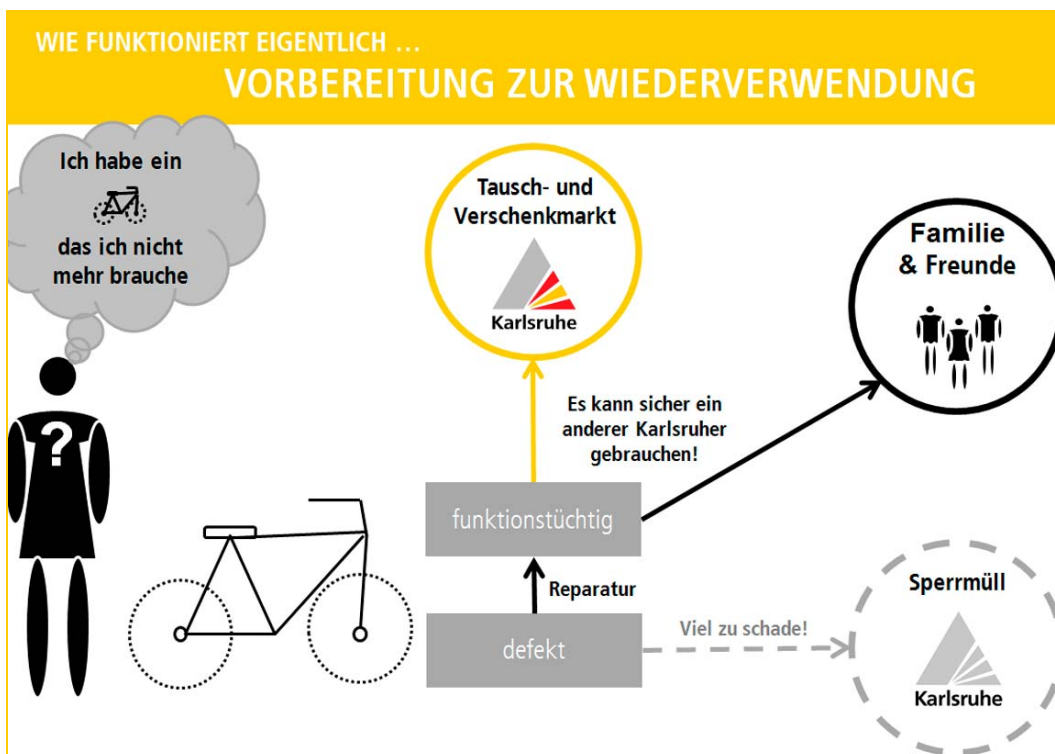 WIE FUNKTIONIERT EIGENTLICH ...
VORBEREITUNG ZUR WIEDERVERWENDUNG
Ich habe ein
das ich nicht
mehr brauche
?
Tausch- und
Verschenkmarkt
Karlsruhe
Familie
& Freunde
Es kann sicher ein
anderer Karlsruher
gebrauchen!
funktionstüchtig
Reparatur
defekt
Viel zu schade!
Sperrmüll
Karlsruhe